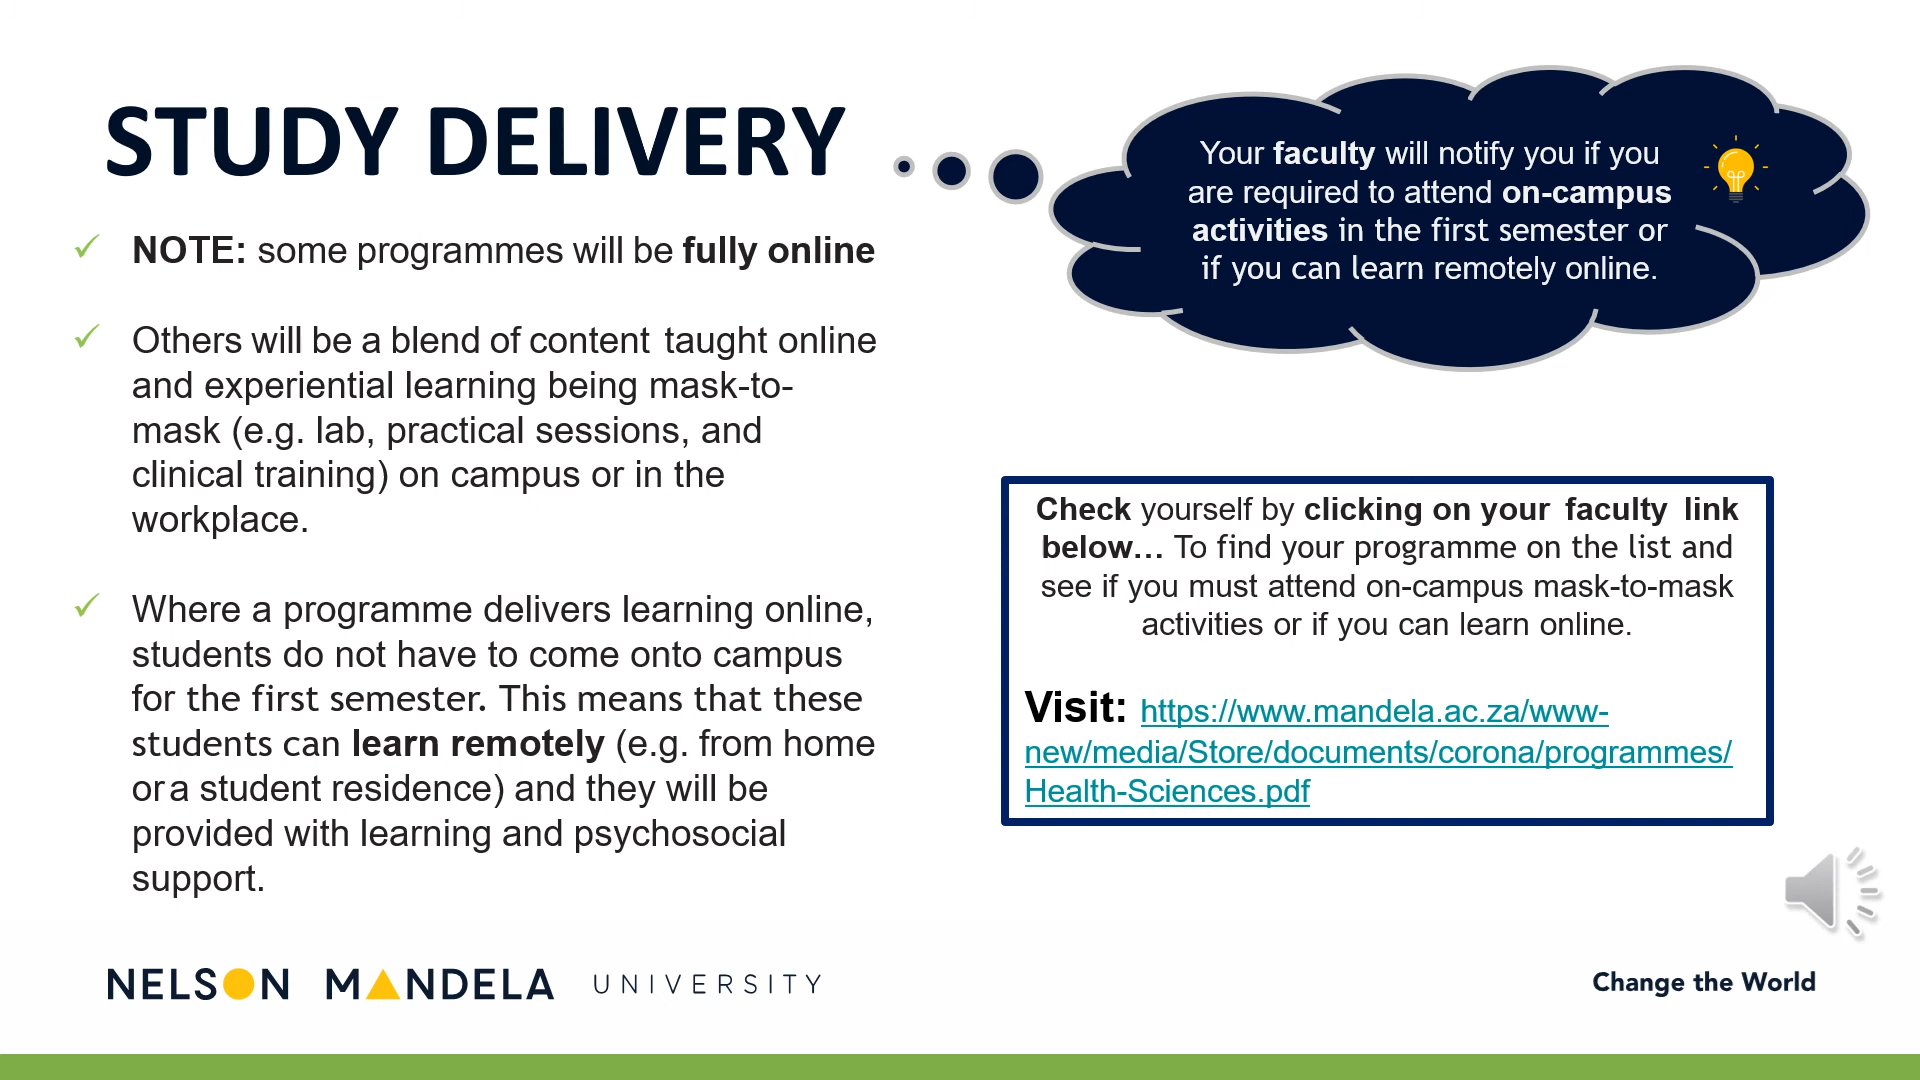 STUDY DELIVERY
NOTE: some programmes will be fully online
Others will be a blend of content taught online
and experiential learning being mask-to-
mask (e.g. lab, practical sessions, and
clinical training) on campus or in the
workplace.
Where a programme delivers learning online,
students do not have to come onto campus
for the first semester. This means that these
students can learn remotely (e.g. from home
or a student residence) and they will be
provided with learning and psychosocial
support.
Your faculty will notify you if you
are required to attend on-campus
activities in the first semester or
if you can learn remotely online.
Check yourself by clicking on your faculty link
below... To find your programme on the list and
see if you must attend on-campus mask-to-mask
activities or if you can learn online.
Visit: https://www.mandela.ac.za/www-
new/media/Store/documents/corona/programmes/
Health-Sciences.pdf
NELSON MANDELA UNIVERSITY
Change the World